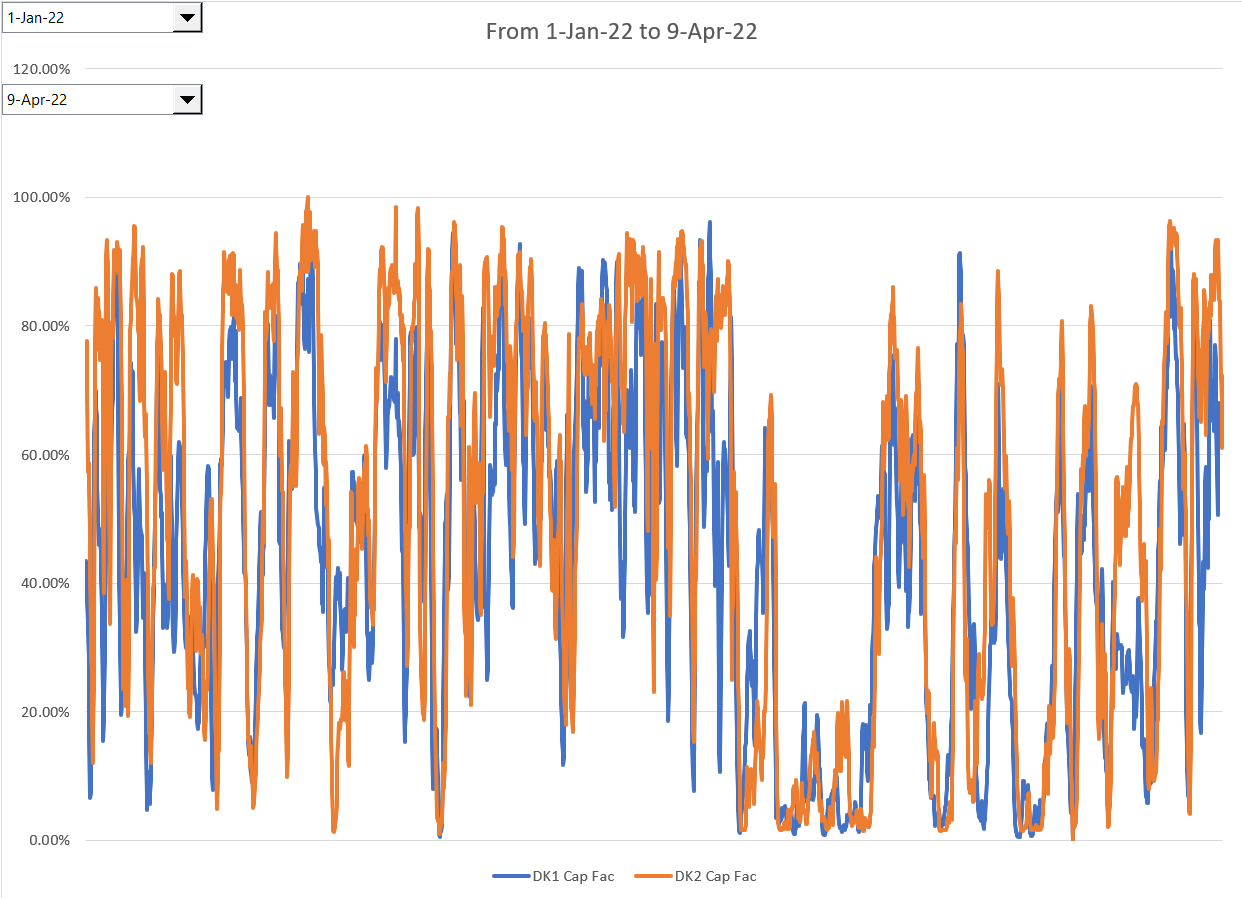 1-Jan-22
From 1-Jan-22 to 9-Apr-22
120.00%
9-Apr-22
100.00%
80.00%
60.00%
40.00%
20.00%
0.00%
DK1 Cap Fac DK2 Cap Fac